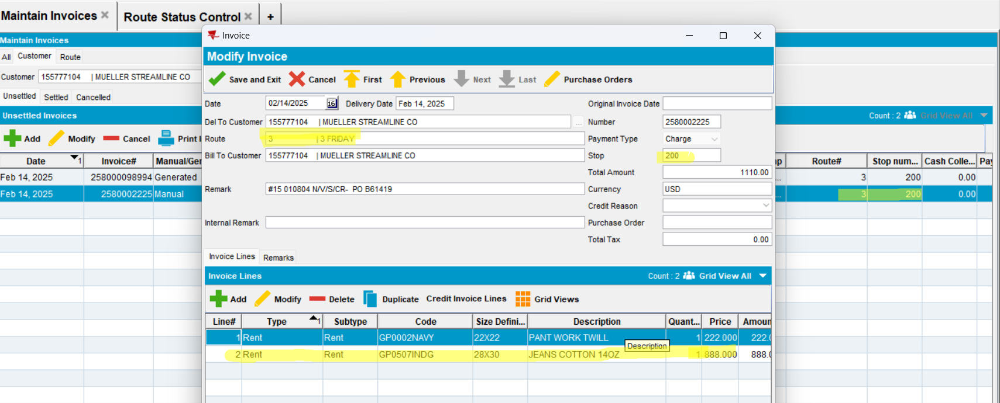 Maintain Invoices
Route Status Control
+
Maintain Invoices
All Customer Route
Customer 155777104 | MUELLER STREAMLINE CO
Unsettled Settled Cancelled
Unsettled Invoices
Count : 2 Grid View All
Add Modify Cancel Print
Date 1 Invoice# Manual/Ger
Route# Stop num... Cash Colle...
Feb 14, 2025 258000098994 Generated
3 200 0.00
Feb 14, 2025 2580002225 Manual
3 200 0.00
Invoice
Modify Invoice
Save and Exit Cancel First Previous Next Last Purchase Orders
Date 02/14/2025 16 Delivery Date Feb 14, 2025 Original Invoice Date
Del To Customer 155777104 | MUELLER STREAMLINE CO ... Number 2580002225
Route 3 | 3 FRIDAY Payment Type Charge
Bill To Customer 155777104 | MUELLER STREAMLINE CO Stop 200
Total Amount 1110.00
Remark #15 010804 N/V/S/CR- PO B61419 Currency USD
Credit Reason
Internal Remark Purchase Order
Total Tax 0.00
Invoice Lines Remarks
Invoice Lines Count : 2 Grid View All
Add Modify Delete Duplicate Credit Invoice Lines Grid Views
Line# Type 1 Subtype Code Size Defini... Description Quant... Price Amoun
1 Rent Rent GP0002NAVY 22X22 PANT WORK TWILL 1 222.000 222.0
Description
2 Rent Rent GP0507INDG 28X30 JEANS COTTON 14OZ 1 888.000 888.0